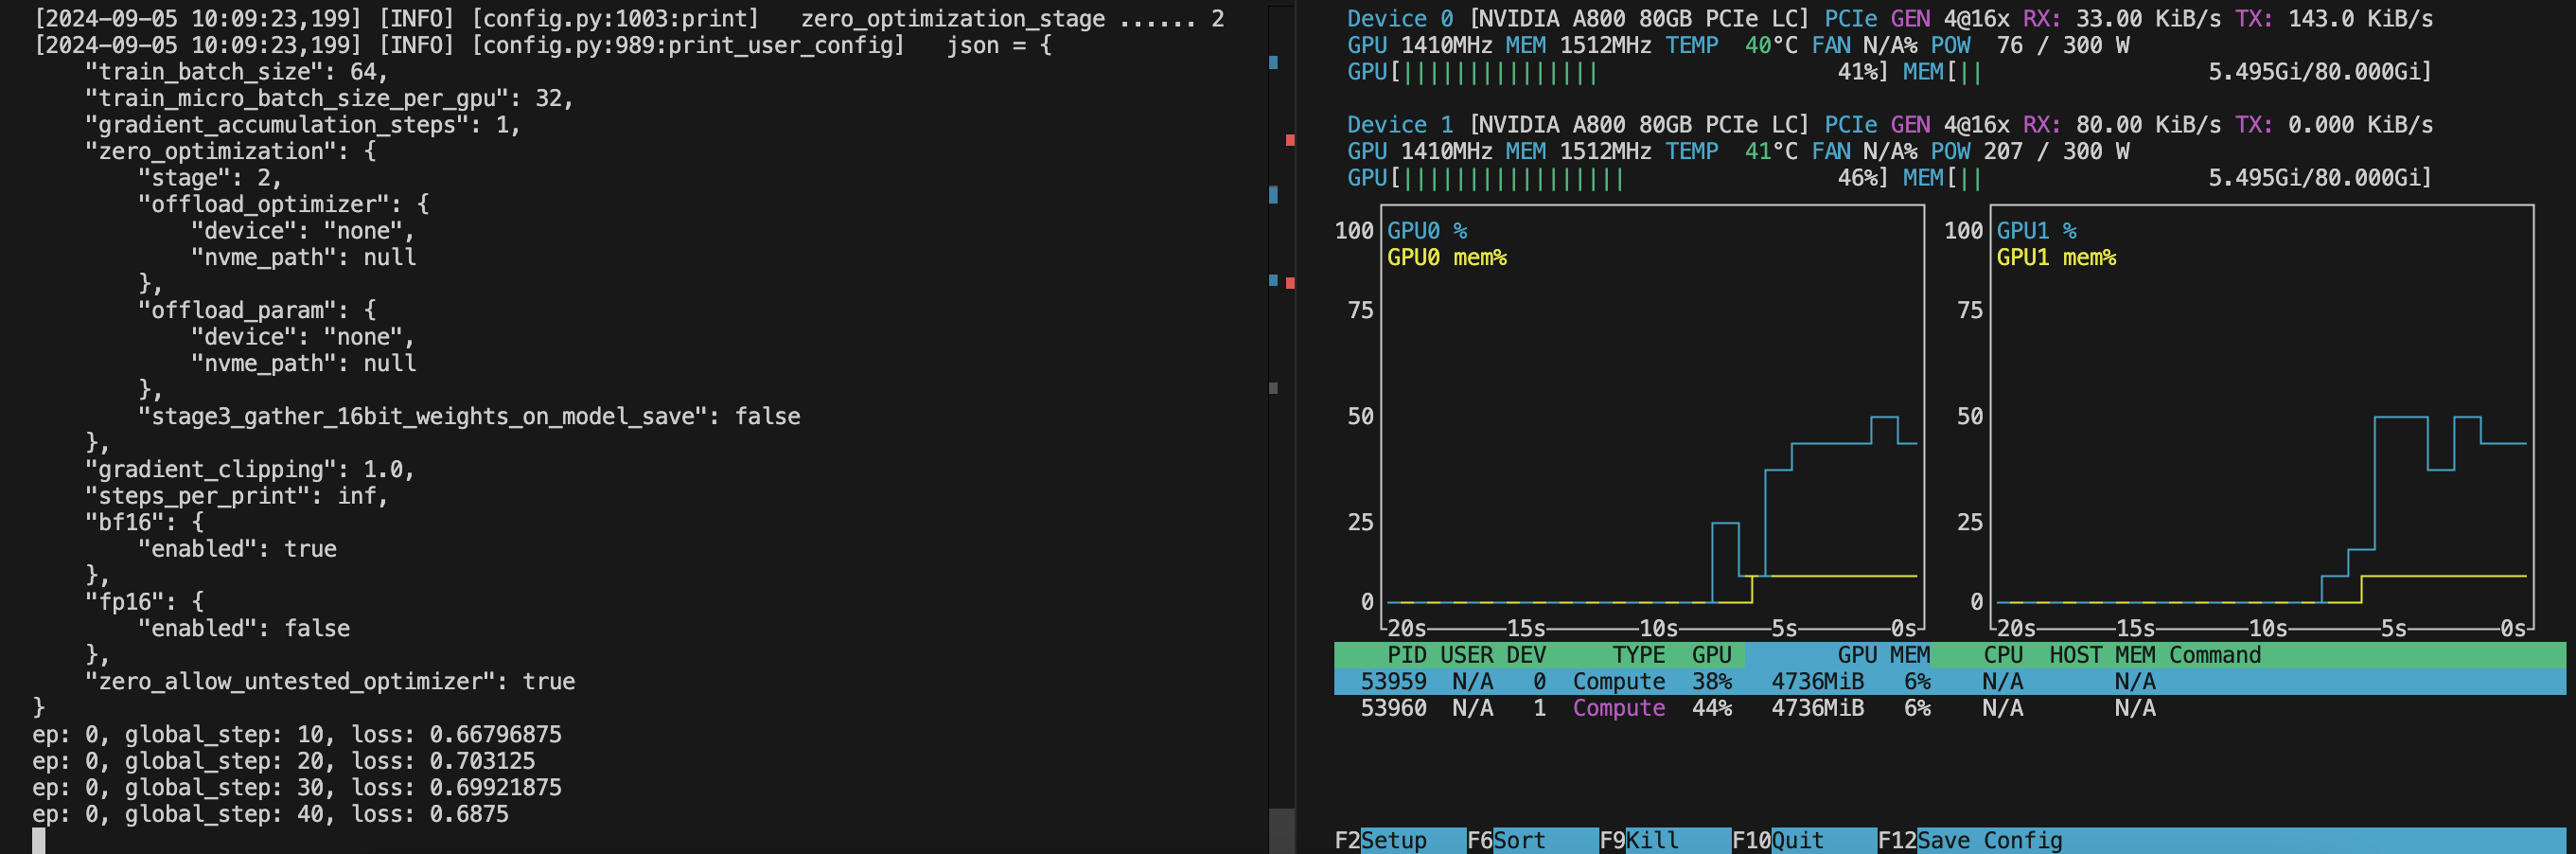 [2024-09-05 10:09:23,199] [INFO] [config.py:1003:print]   zero_optimization_stage ...... 2
[2024-09-05 10:09:23,199] [INFO] [config.py:989:print_user_config]   json = {
    "train_batch_size": 64,
    "train_micro_batch_size_per_gpu": 32,
    "gradient_accumulation_steps": 1,
    "zero_optimization": {
        "stage": 2,
        "offload_optimizer": {
            "device": "none",
            "nvme_path": null
        },
        "offload_param": {
            "device": "none",
            "nvme_path": null
        },
        "stage3_gather_16bit_weights_on_model_save": false
    },
    "gradient_clipping": 1.0,
    "steps_per_print": inf,
    "bf16": {
        "enabled": true
    },
    "fp16": {
        "enabled": false
    },
    "zero_allow_untested_optimizer": true
}
ep: 0, global_step: 10, loss: 0.66796875
ep: 0, global_step: 20, loss: 0.703125
ep: 0, global_step: 30, loss: 0.69921875
ep: 0, global_step: 40, loss: 0.6875
Device 0 [NVIDIA A800 80GB PCIe LC] PCIe GEN 4@16x RX: 33.00 KiB/s TX: 143.0 KiB/s
GPU 1410MHz MEM 1512MHz TEMP  40°C FAN N/A% POW  76 / 300 W
GPU[|||||||||||||||                  41%] MEM[||                 5.495Gi/80.000Gi]
Device 1 [NVIDIA A800 80GB PCIe LC] PCIe GEN 4@16x RX: 80.00 KiB/s TX: 0.000 KiB/s
GPU 1410MHz MEM 1512MHz TEMP  41°C FAN N/A% POW 207 / 300 W
GPU[|||||||||||||||||                46%] MEM[||                 5.495Gi/80.000Gi]
100 GPU0 %
GPU0 mem%
75
50
25
0
20s 15s 10s 5s 0s
100 GPU1 %
GPU1 mem%
75
50
25
0
20s 15s 10s 5s 0s
PID USER DEV     TYPE  GPU        GPU MEM    CPU  HOST MEM Command
53959  N/A   0  Compute  38%   4736MiB   6%    N/A       N/A
53960  N/A   1  Compute  44%   4736MiB   6%    N/A       N/A
F2Setup   F6Sort    F9Kill    F10Quit    F12Save Config